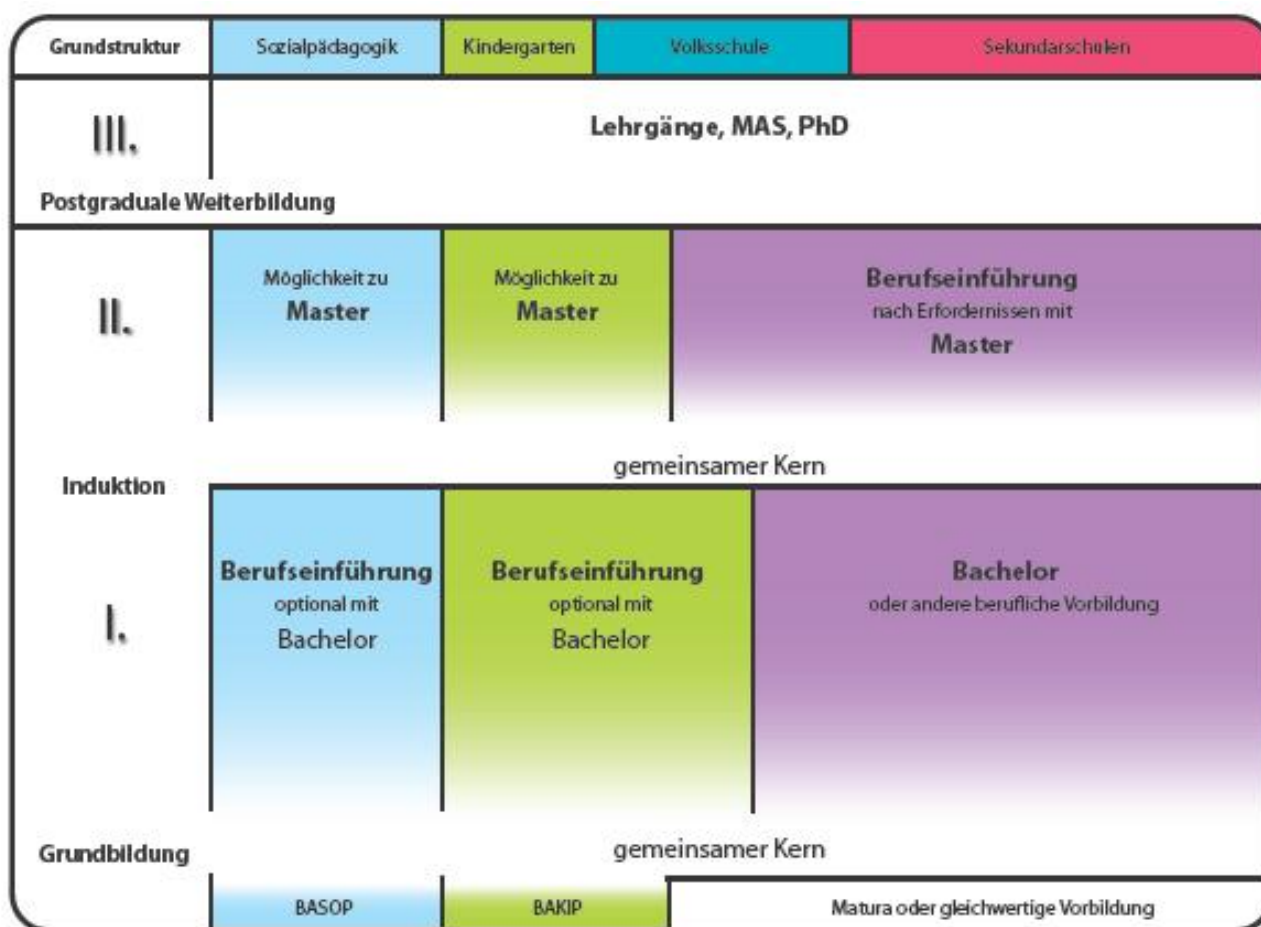 Grundstruktur
Sozialpädagogik
Kindergarten
Volksschule
Sekundarschulen
III.
Lehrgänge, MAS, PhD
Postgraduale Weiterbildung
II.
Möglichkeit zu
Master
Möglichkeit zu
Master
Berufseinführung
nach Erfordernissen mit
Master
gemeinsamer Kern
Induktion
I.
Berufseinführung
optional mit
Bachelor
Berufseinführung
optional mit
Bachelor
Bachelor
oder andere berufliche Vorbildung
gemeinsamer Kern
Grundbildung
BASOP
BAKIP
Matura oder gleichwertige Vorbildung